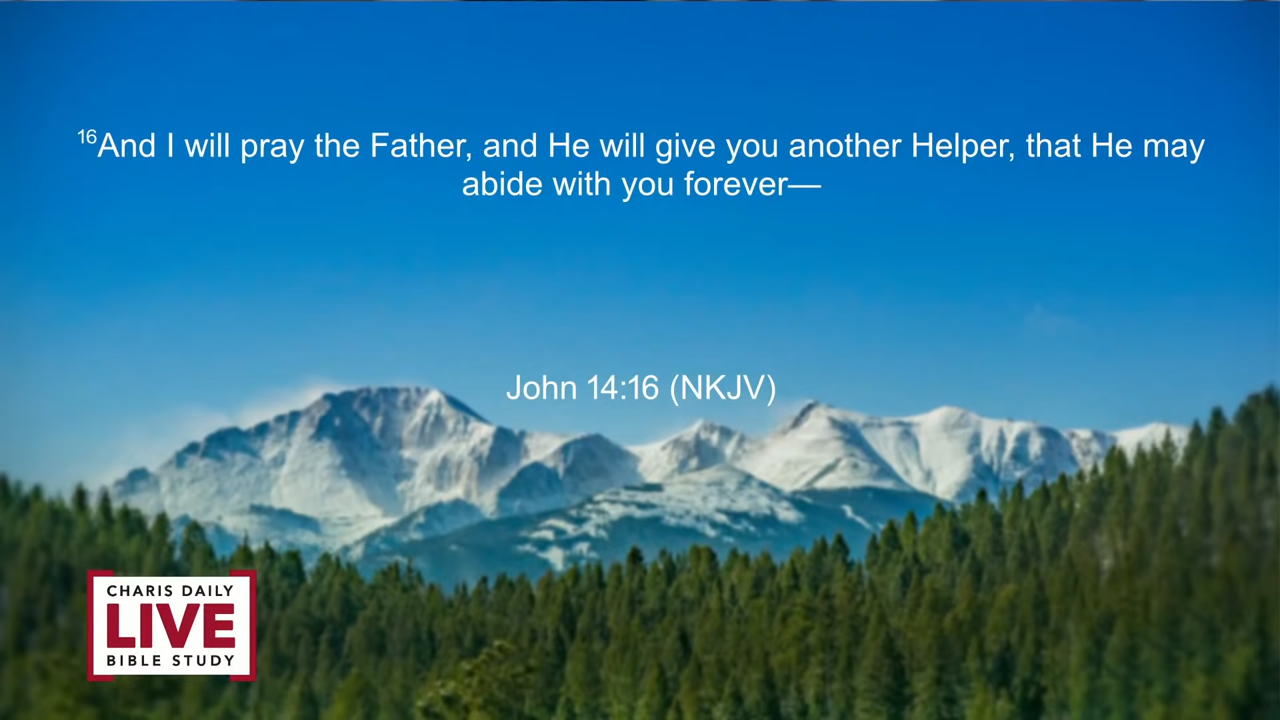 ¹⁶And I will pray the Father, and He will give you another Helper, that He may
abide with you forever—
John 14:16 (NKJV)
CHARIS DAILY
LIVE
BIBLE STUDY